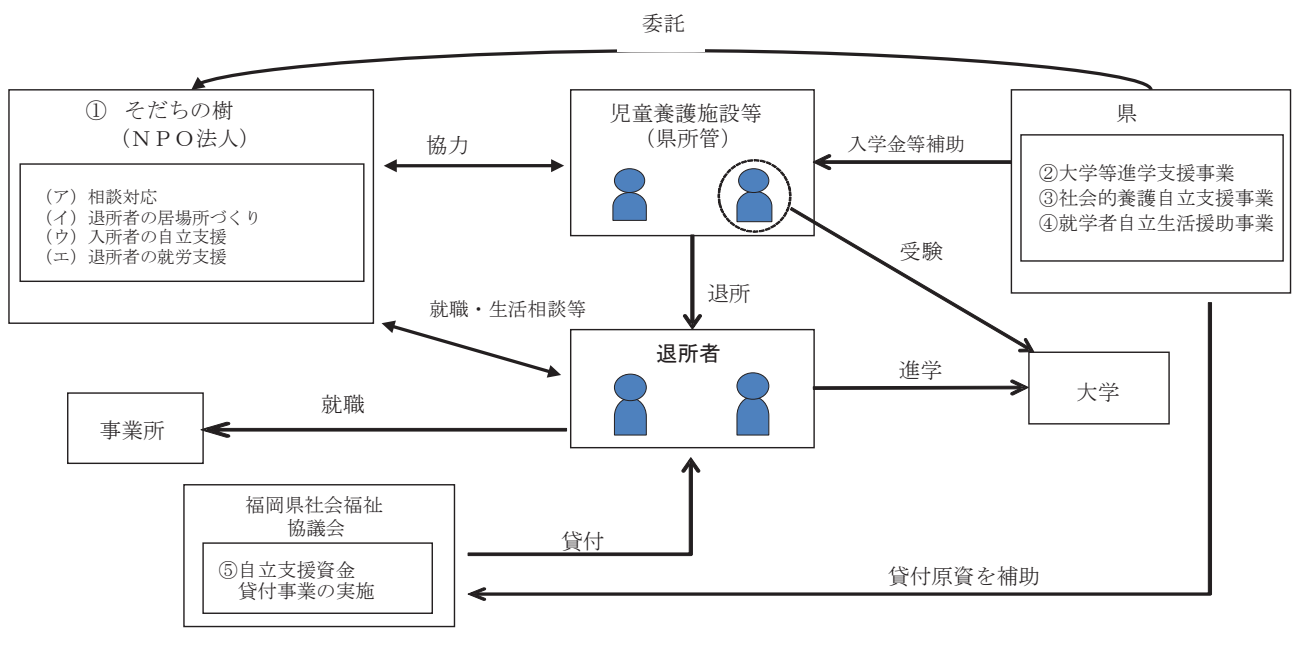 委託
① そだちの樹
（ＮＰＯ法人）
（ア）相談対応
（イ）退所者の居場所づくり
（ウ）入所者の自立支援
（エ）退所者の就労支援
協力
児童養護施設等
（県所管）
入学金等補助
県
②大学等進学支援事業
③社会的養護自立支援事業
④就学者自立生活援助事業
受験
退所
就職・生活相談等
退所者
進学
大学
就職
事業所
福岡県社会福祉
協議会
⑤自立支援資金
貸付事業の実施
貸付
貸付原資を補助